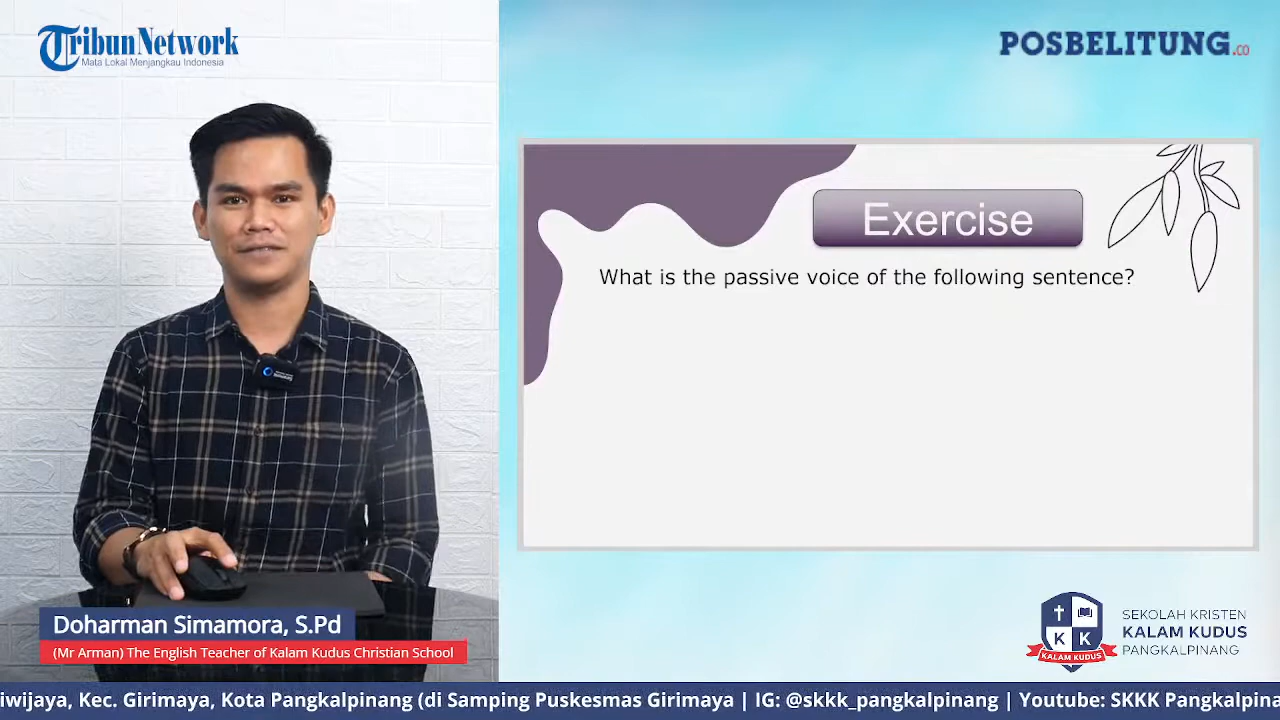 TribunNetwork
Mata Lokal Menjangkau Indonesia
POSBELITUNG.co
Exercise
What is the passive voice of the following sentence?
Doharman Simamora, S.Pd
(Mr Arman) The English Teacher of Kalam Kudus Christian School
K K
KALAM KUDUS
SEKOLAH KRISTEN
KALAM KUDUS
PANGKALPINANG
iwijaya, Kec. Girimaya, Kota Pangkalpinang (di Samping Puskesmas Girimaya | IG: @skkk_pangkalpinang | Youtube: SKKK Pangkalpina